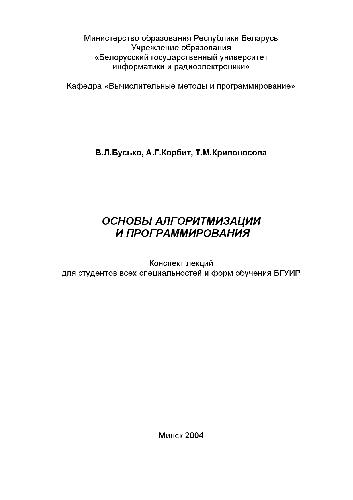 Министерство образования Республики Беларусь
Учреждение образования
«Белорусский государственный университет
информатики и радиоэлектроники»
Кафедра «Вычислительные методы и программирование»
В.Л.Бусько, А.Г.Корбит, Т.М.Кривоносова
ОСНОВЫ АЛГОРИТМИЗАЦИИ
И ПРОГРАММИРОВАНИЯ
Конспект лекций
для студентов всех специальностей и форм обучения БГУИР
Минск 2004